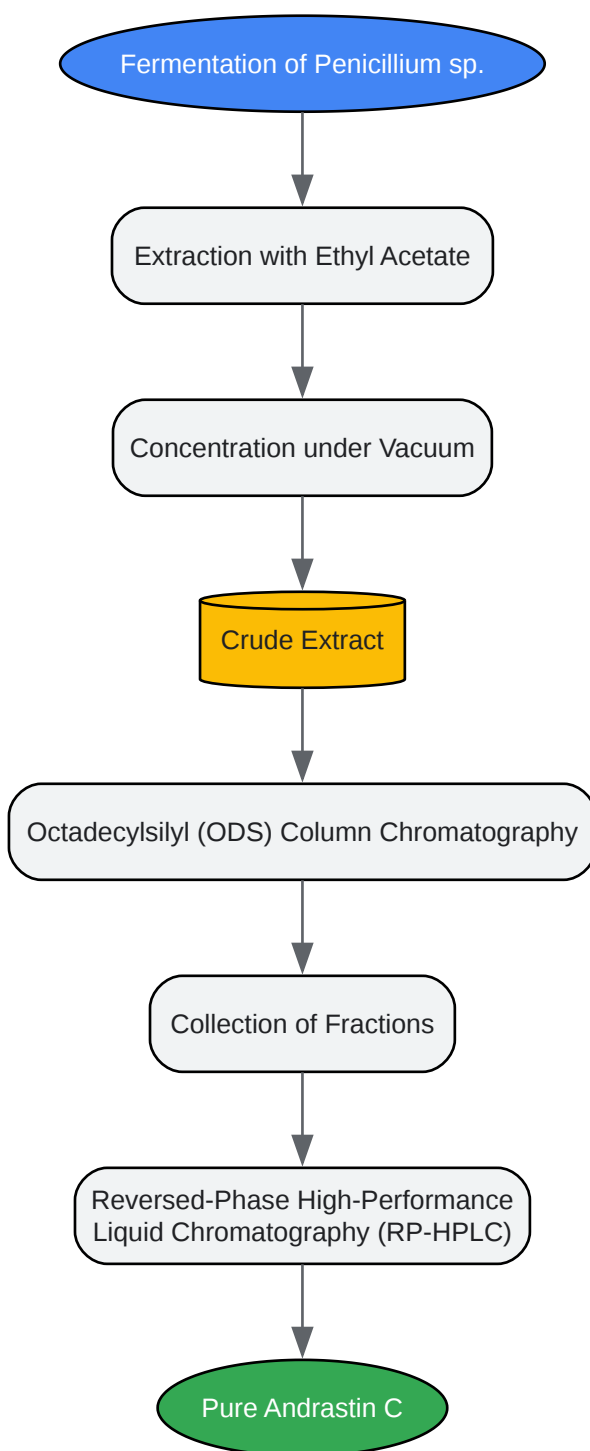 Fermentation of Penicillium sp.
Extraction with Ethyl Acetate
Concentration under Vacuum
Crude Extract
Octadecylsilyl (ODS) Column Chromatography
Collection of Fractions
Reversed-Phase High-Performance
Liquid Chromatography (RP-HPLC)
Pure Andrastin C